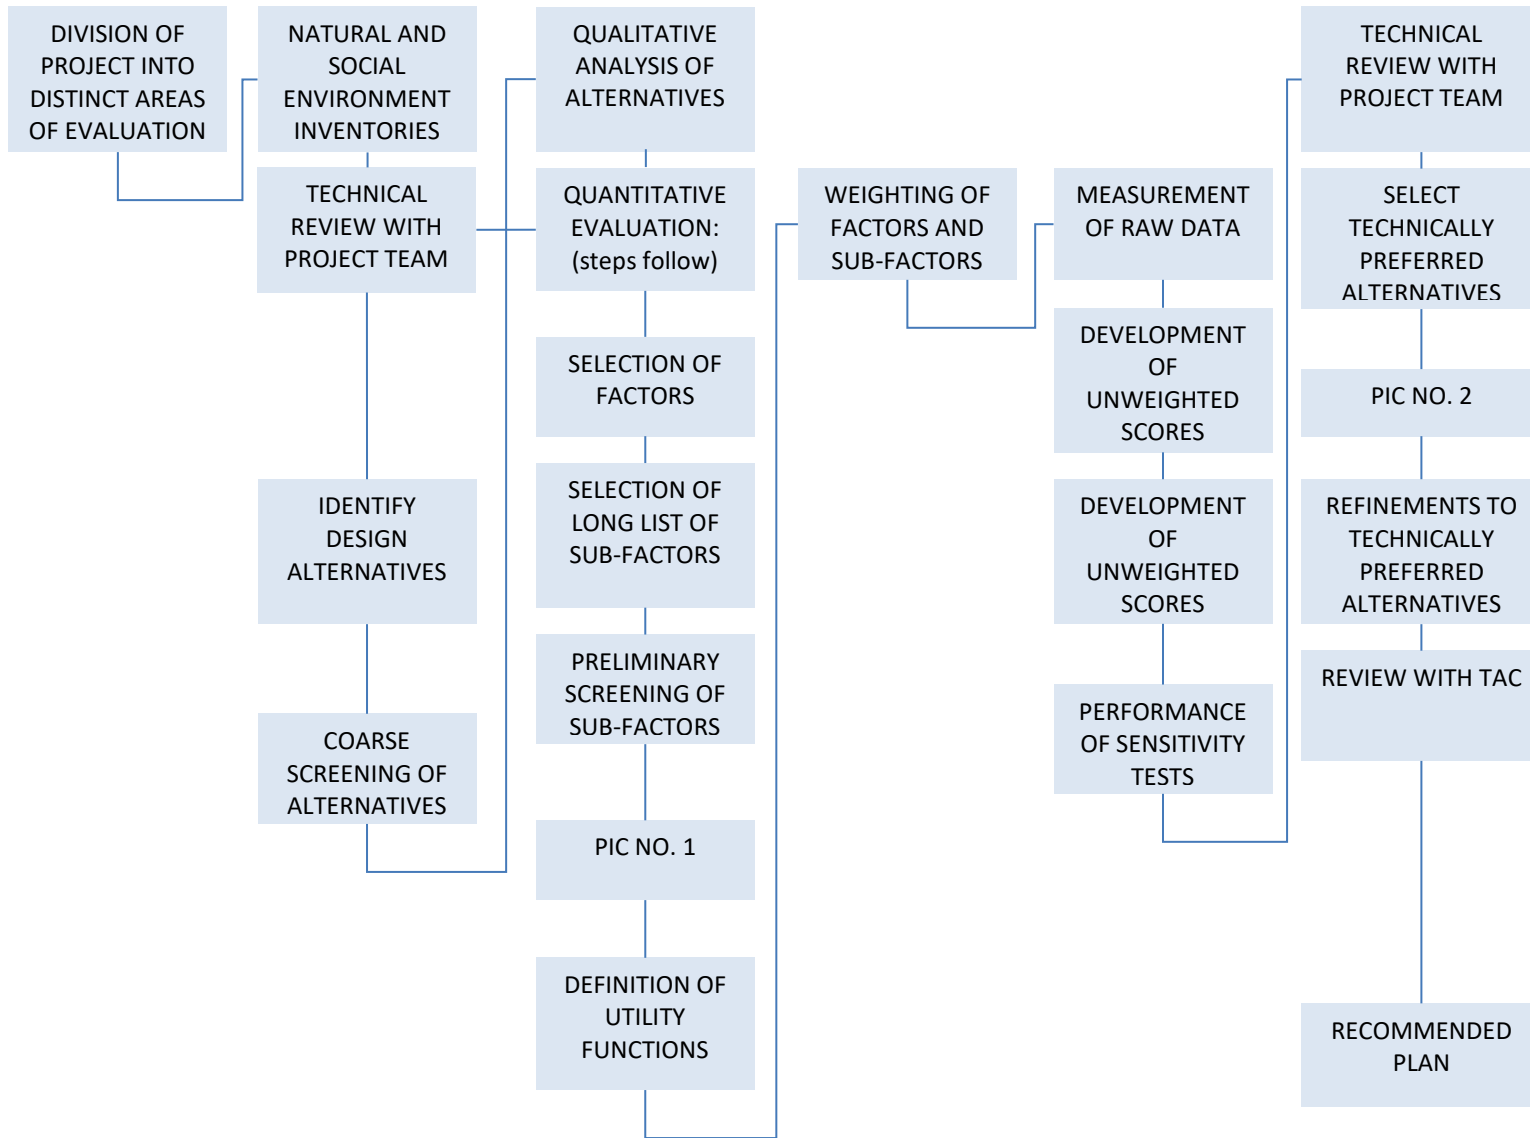 DIVISION OF
PROJECT INTO
DISTINCT AREAS
OF EVALUATION
NATURAL AND
SOCIAL
ENVIRONMENT
INVENTORIES
TECHNICAL
REVIEW WITH
PROJECT TEAM
IDENTIFY
DESIGN
ALTERNATIVES
COARSE
SCREENING OF
ALTERNATIVES
QUALITATIVE
ANALYSIS OF
ALTERNATIVES
QUANTITATIVE
EVALUATION:
(steps follow)
SELECTION OF
FACTORS
SELECTION OF
LONG LIST OF
SUB-FACTORS
PRELIMINARY
SCREENING OF
SUB-FACTORS
PIC NO. 1
DEFINITION OF
UTILITY
FUNCTIONS
WEIGHTING OF
FACTORS AND
SUB-FACTORS
MEASUREMENT
OF RAW DATA
DEVELOPMENT
OF
UNWEIGHTED
SCORES
DEVELOPMENT
OF
UNWEIGHTED
SCORES
PERFORMANCE
OF SENSITIVITY
TESTS
TECHNICAL
REVIEW WITH
PROJECT TEAM
SELECT
TECHNICALLY
PREFERRED
ALTERNATIVES
PIC NO. 2
REFINEMENTS TO
TECHNICALLY
PREFERRED
ALTERNATIVES
REVIEW WITH TAC
RECOMMENDED
PLAN